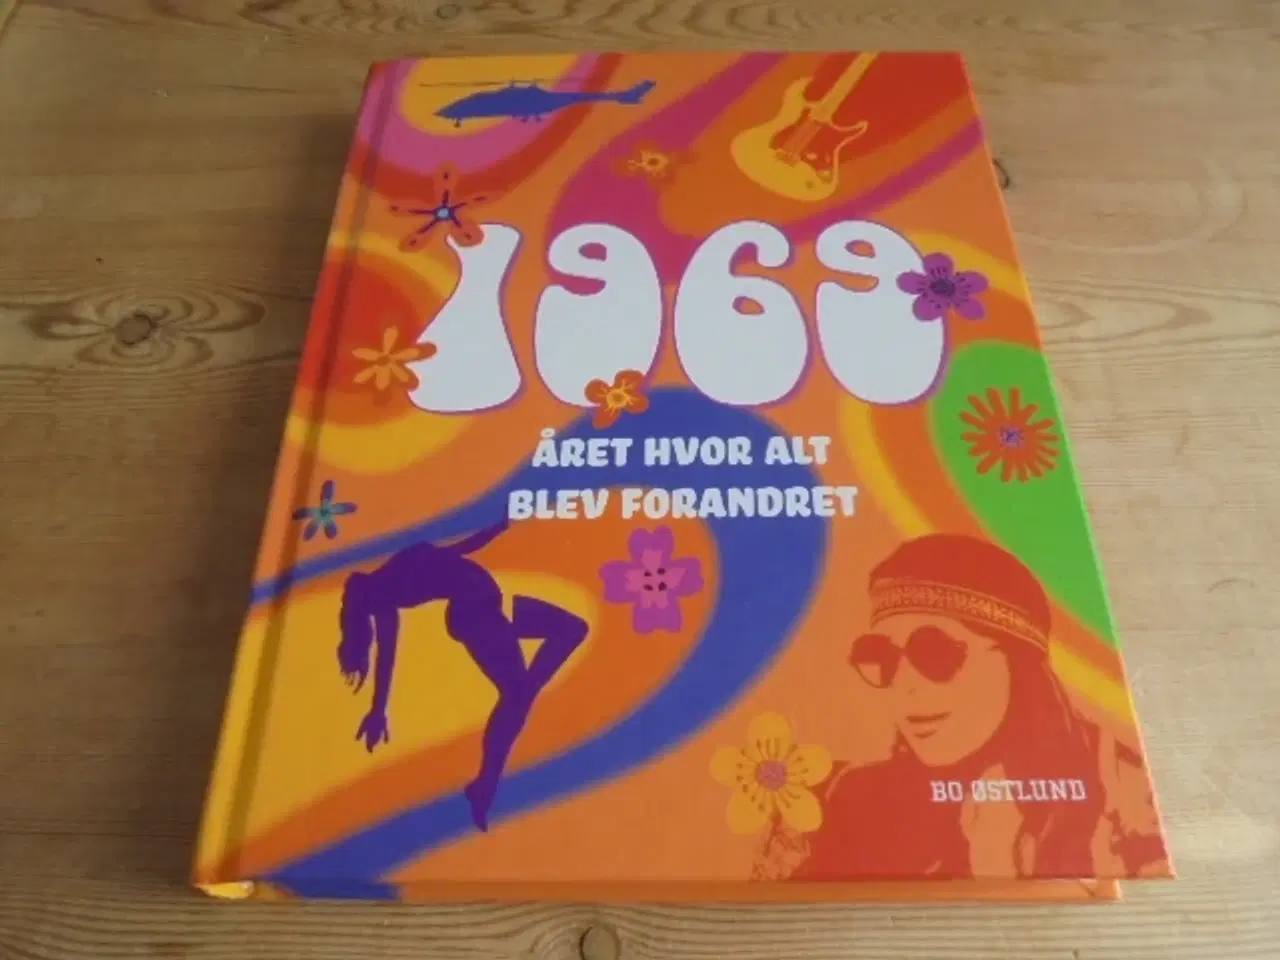 1969
ÅRET HVOR ALT
BLEV FORANDRET
BO ØSTLUND